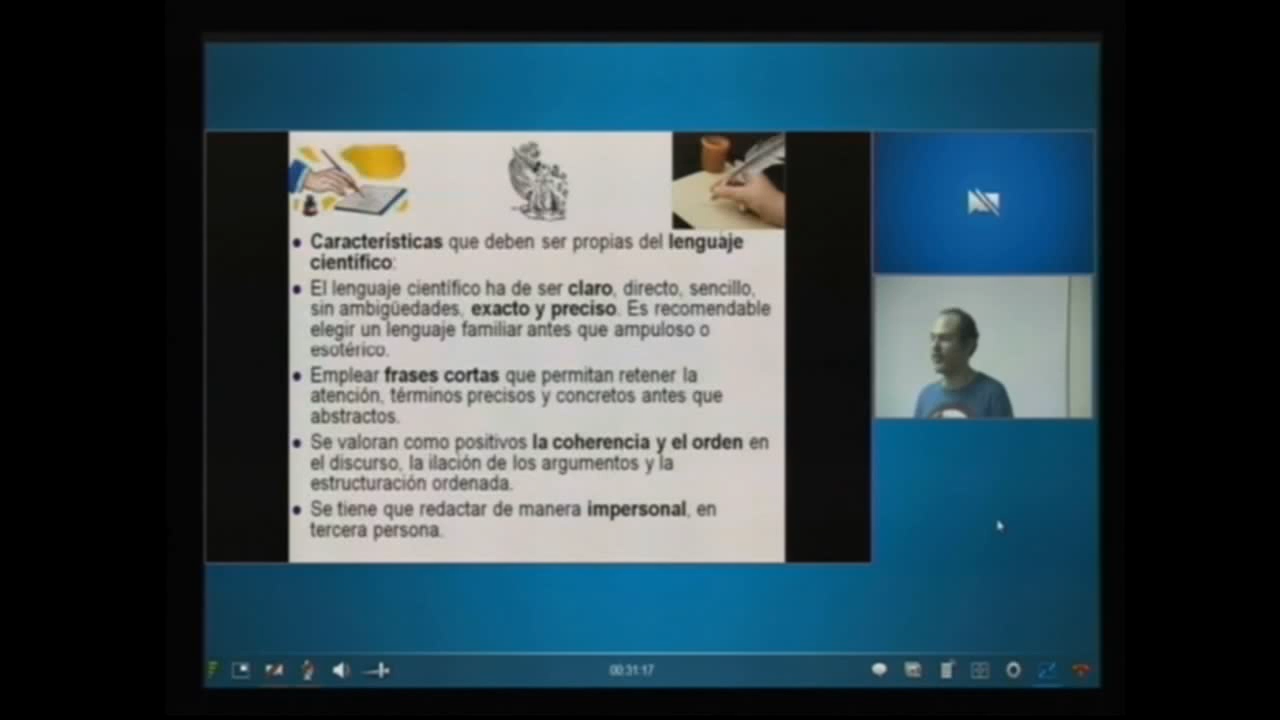 • Características que deben ser propias del lenguaje
científico:
• El lenguaje científico ha de ser claro, directo, sencillo,
sin ambigüedades, exacto y preciso. Es recomendable
elegir un lenguaje familiar antes que ampuloso o
esotérico.
• Emplear frases cortas que permitan retener la
atención, términos precisos y concretos antes que
abstractos.
• Se valoran como positivos la coherencia y el orden en
el discurso, la ilación de los argumentos y la
estructuración ordenada.
• Se tiene que redactar de manera impersonal, en
tercera persona.
00:31:17